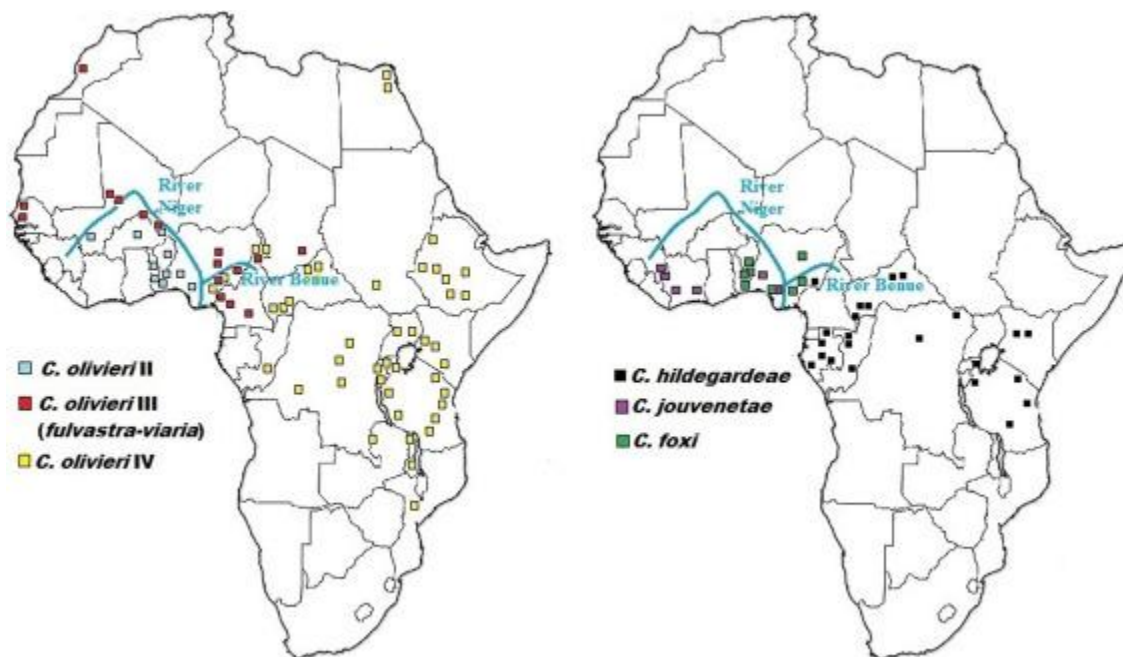 River
Niger
River Benue
C. olivieri II
C. olivieri III
(fulvastra-viaria)
C. olivieri IV
River
Niger
River Benue
C. hildegardeae
C. jouvenetae
C. foxi